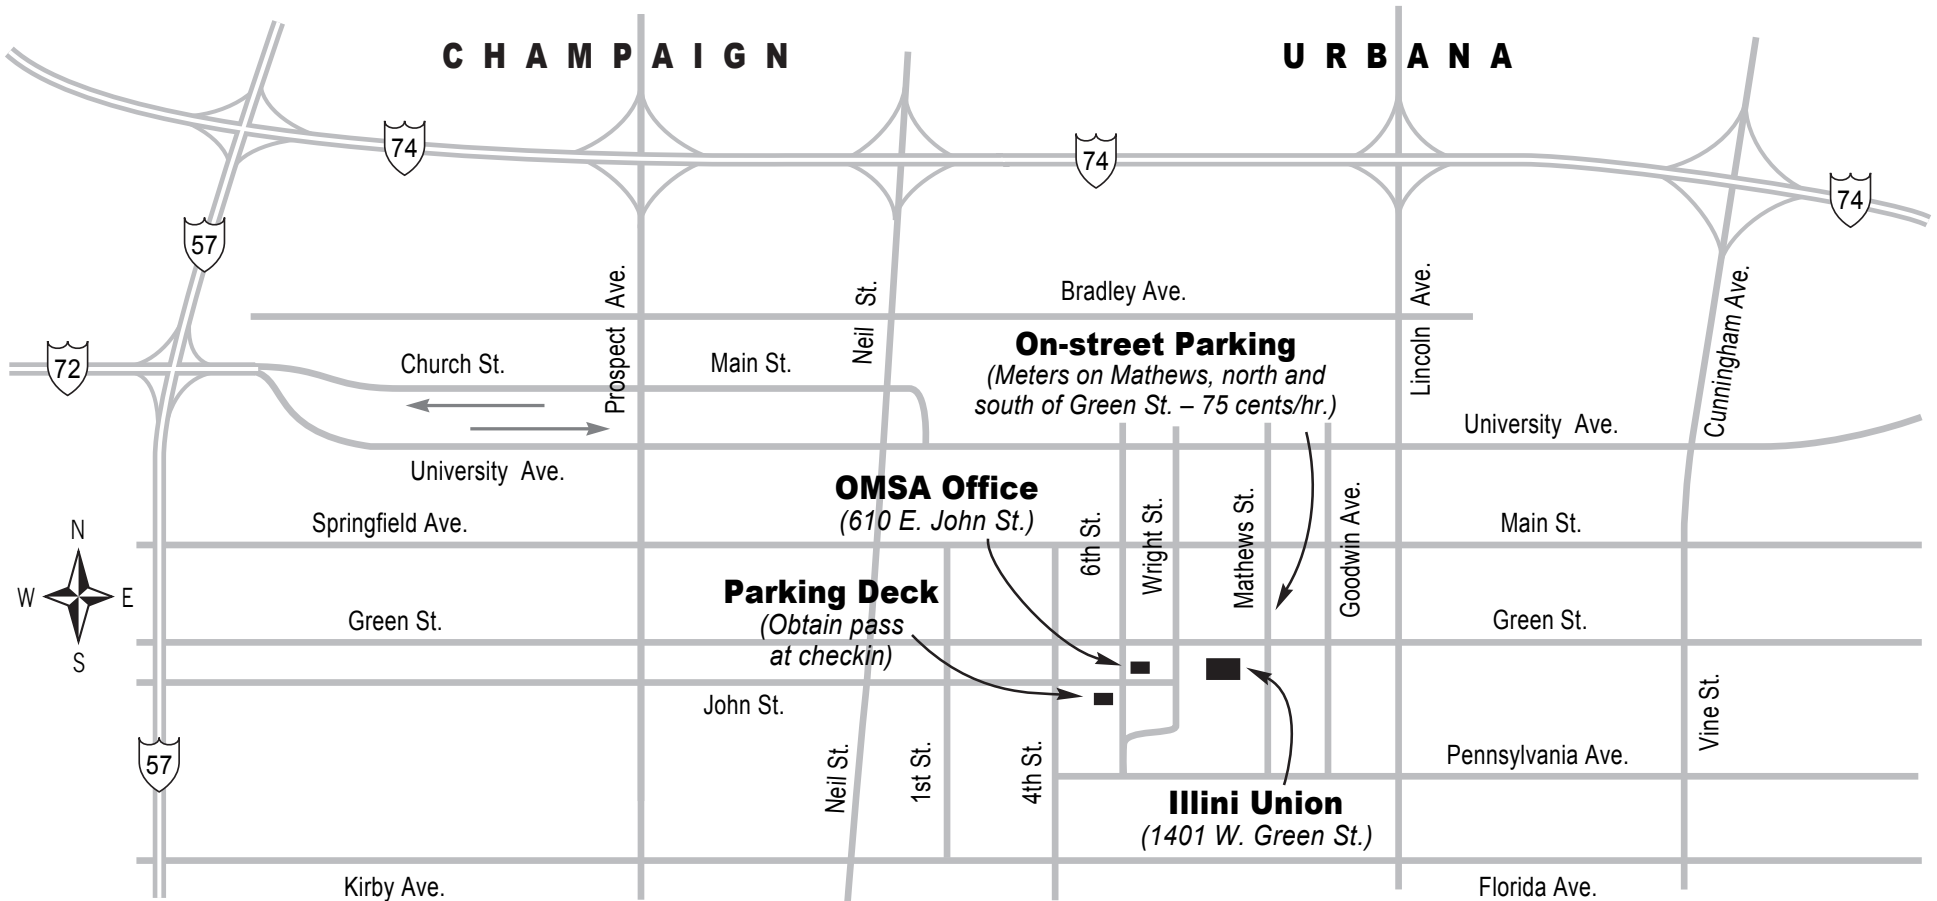 CHAMPAIGN
URBANA
74
74
74
57
72
57
Prospect Ave.
Neil St.
Bradley Ave.
Lincoln Ave.
Cunningham Ave.
Church St.
Main St.
On-street Parking
(Meters on Mathews, north and
south of Green St. – 75 cents/hr.)
University Ave.
University Ave.
OMSA Office
(610 E. John St.)
Springfield Ave.
6th St.
Wright St.
Mathews St.
Goodwin Ave.
Main St.
N
W
E
S
Parking Deck
(Obtain pass
at checkin)
Green St.
Green St.
John St.
Neil St.
1st St.
4th St.
Vine St.
Pennsylvania Ave.
Illini Union
(1401 W. Green St.)
Kirby Ave.
Florida Ave.